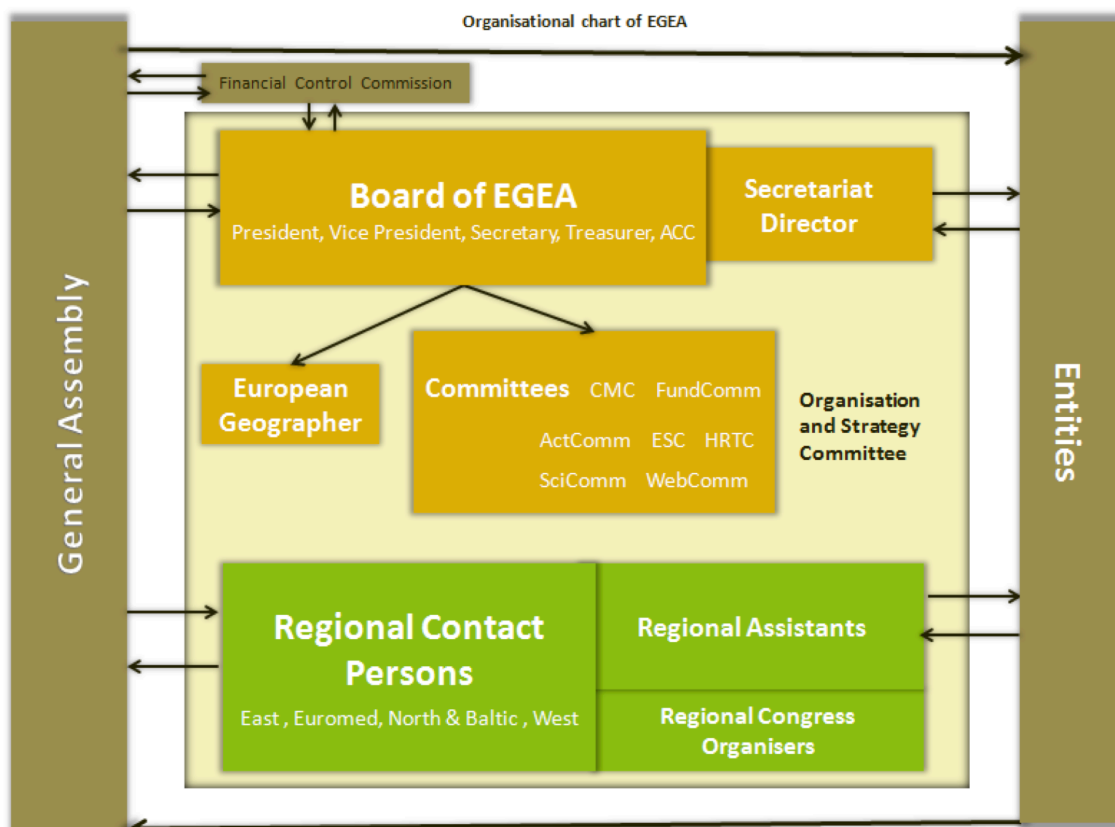 Organisational chart of EGEA
General Assembly
Financial Control Commission
Board of EGEA
President, Vice President, Secretary, Treasurer, ACC
Secretariat
Director
European
Geographer
Committees CMC FundComm
ActComm ESC HRTC
SciComm WebComm
Organisation
and Strategy
Committee
Regional Contact
Persons
East , Euromed, North & Baltic , West
Regional Assistants
Regional Congress
Organisers
Entities